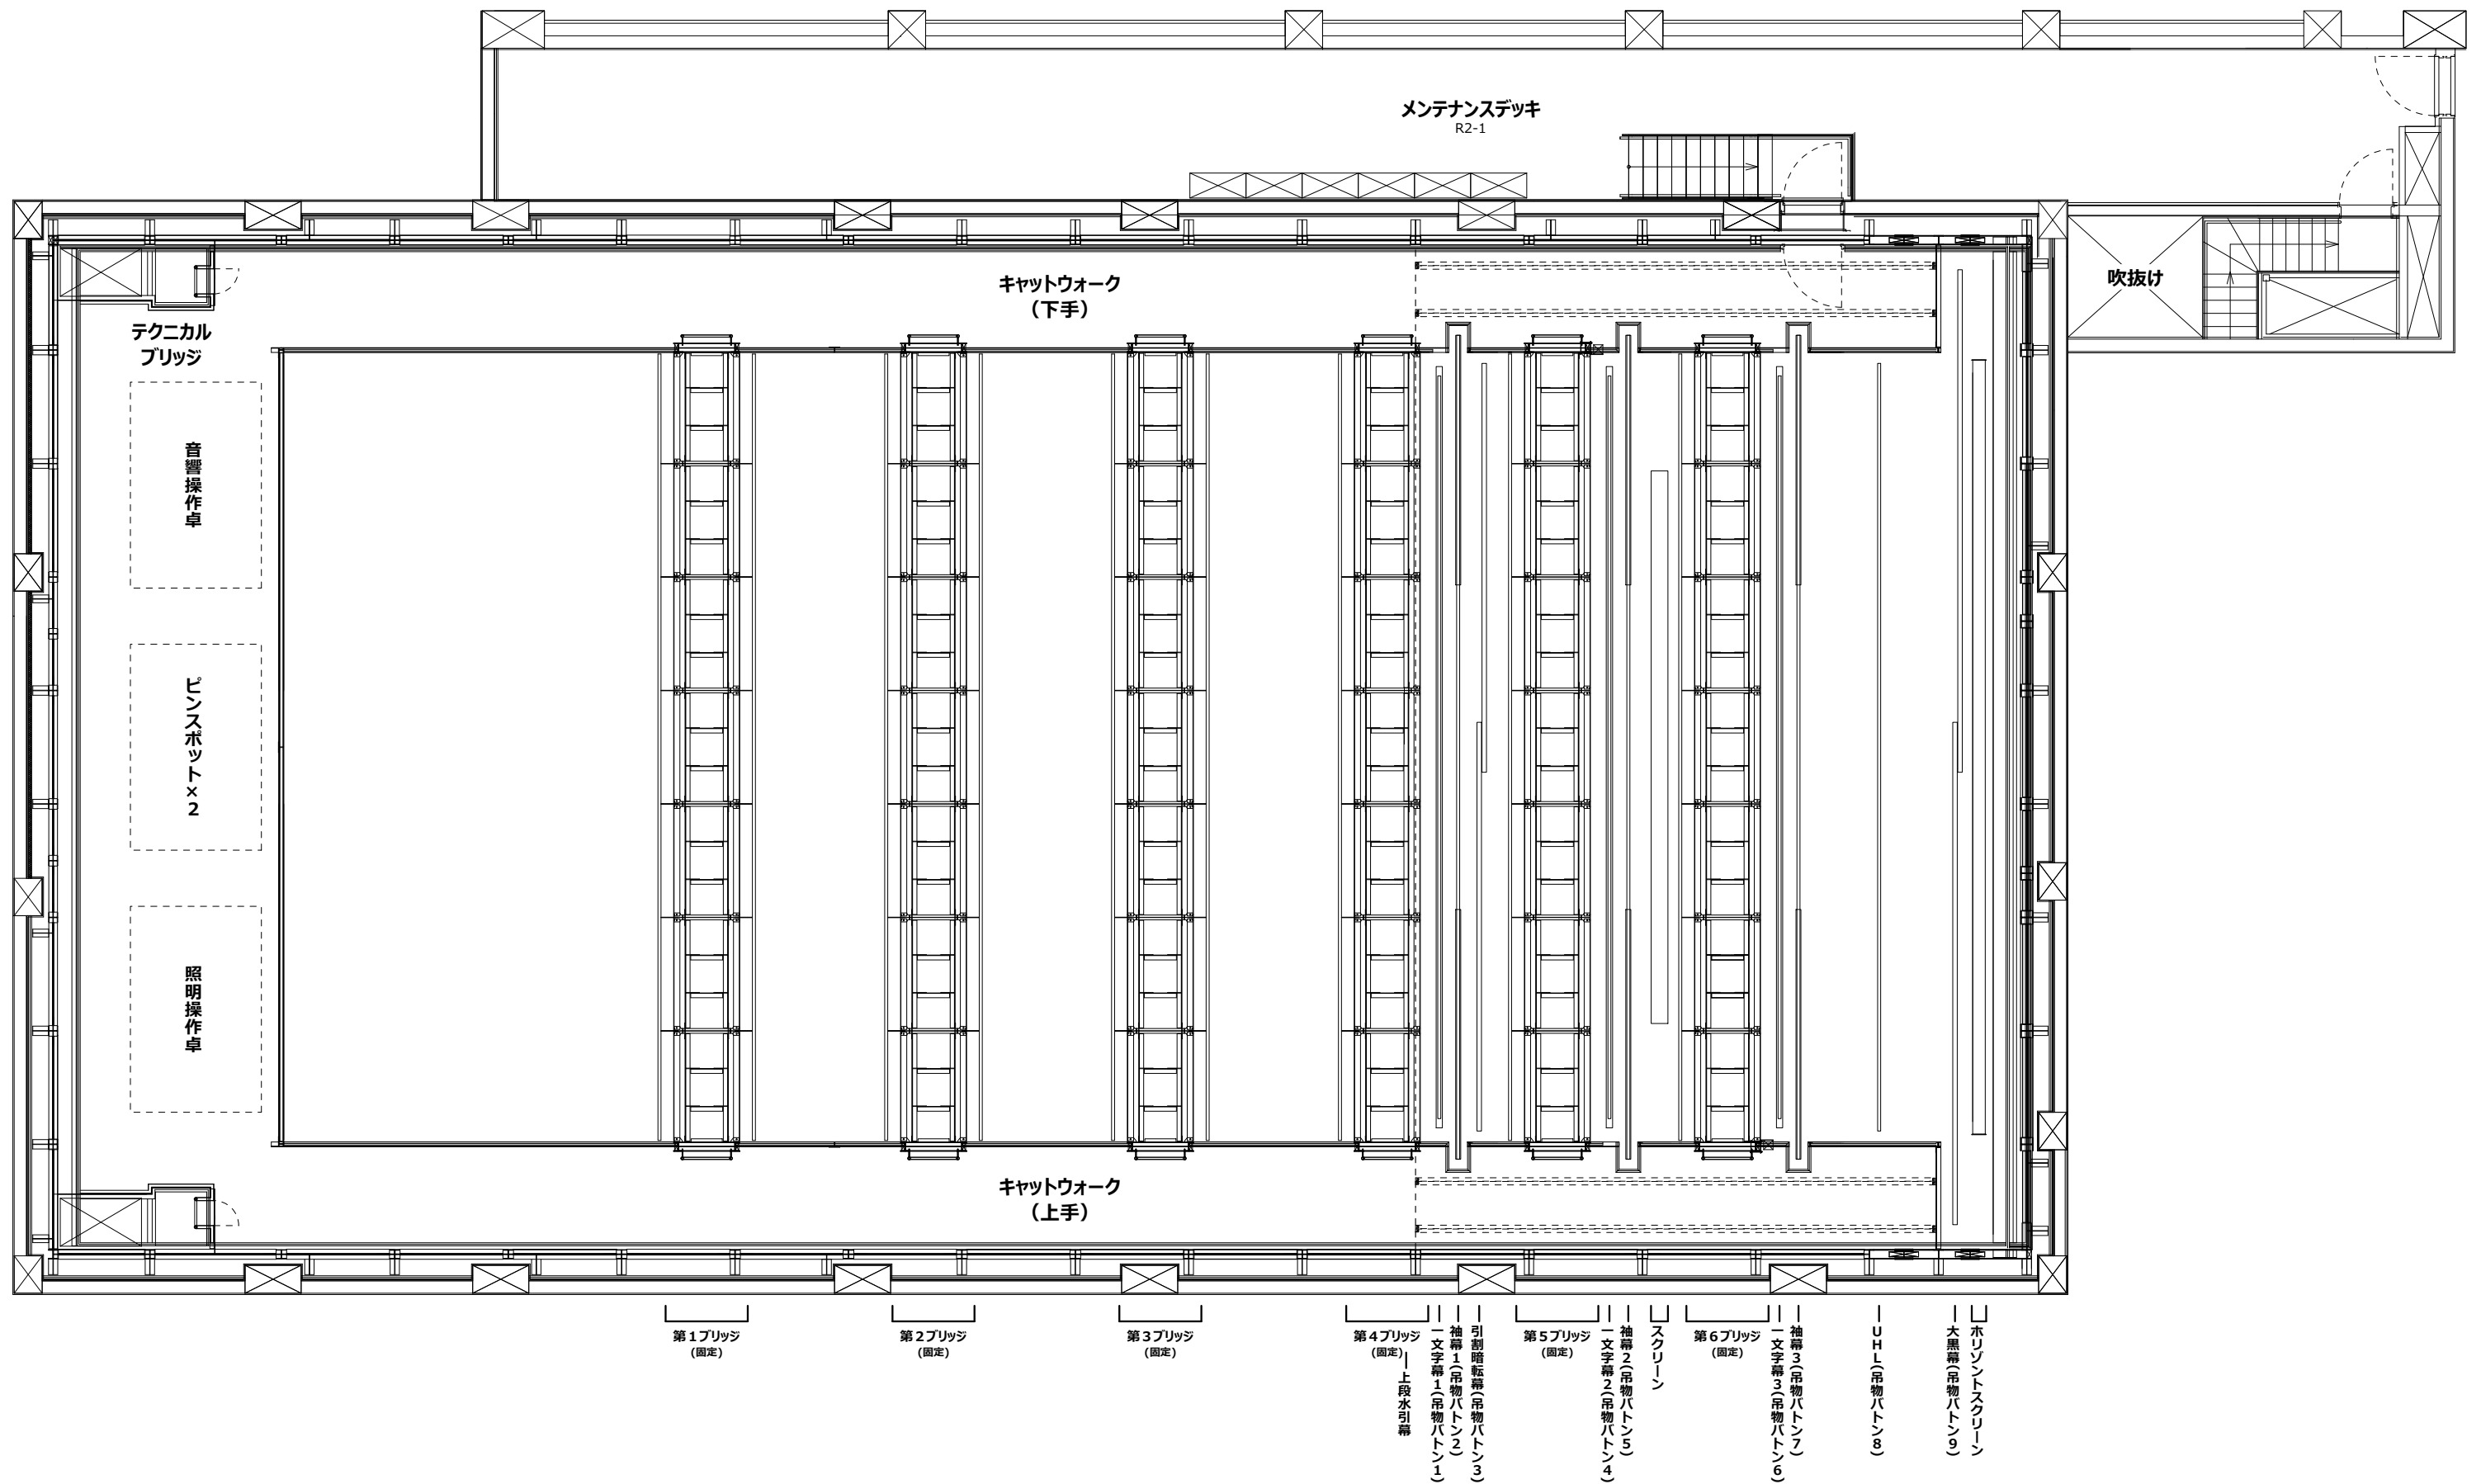 メンテナンスデッキ
R2-1
吹抜け
キャットウォーク
（下手）
テクニカル
ブリッジ
音響操作卓
ピンスポット×2
照明操作卓
キャットウォーク
（上手）
第１ブリッジ
(固定)
第２ブリッジ
(固定)
第３ブリッジ
(固定)
第４ブリッジ
(固定)
上段水引幕
一文字幕１(吊物バトン１)
袖幕１(吊物バトン２)
引割暗転幕(吊物バトン３)
第５ブリッジ
(固定)
一文字幕２(吊物バトン４)
袖幕２(吊物バトン５)
スクリーン
第６ブリッジ
(固定)
一文字幕３(吊物バトン６)
袖幕３(吊物バトン７)
ＵＨＬ(吊物バトン８)
大黒幕(吊物バトン９)
ホリゾントスクリーン